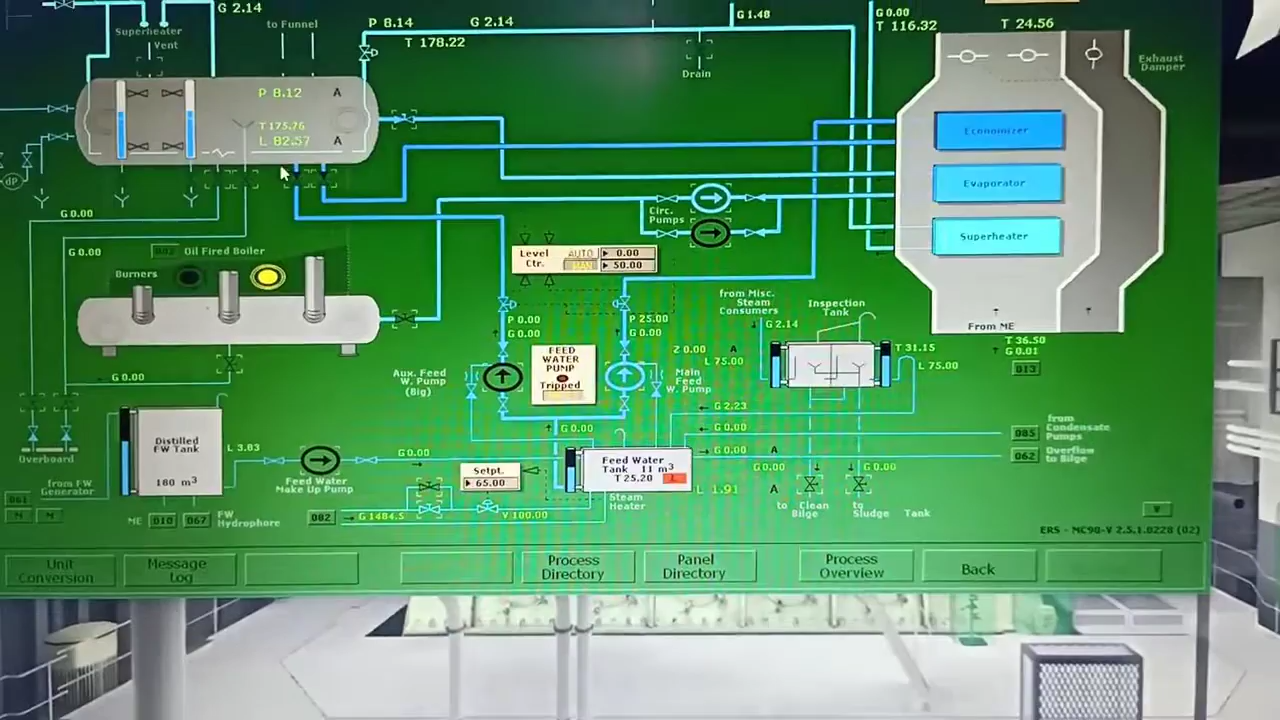 G 2.14
Superheater
Vent
to Funnel
P 8.14
G 2.14
T 178.22
G 1.48
G 0.00
T 116.32
T 24.56
Exhaust
Damper
Drain
P 8.12
A
T 175.76
L 82.57
A
Economizer
Evaporator
Superheater
dP
G 0.00
G 0.00
Oil Fired Boiler
Burners
Circ.
Pumps
Level
Ctr.
AUTO
0.00
50.00
from Misc.
Steam
Consumers
G 2.14
Inspection
Tank
From ME
T 36.50
G 0.01
013
P 0.00
G 0.00
P 25.00
G 0.00
Z 0.00
A
L 75.00
T 31.15
L 75.00
FEED
WATER
PUMP
Tripped
Aux. Feed
W. Pump
(Big)
Main
Feed
W. Pump
G 0.00
G 2.23
G 0.00
G 0.00
G 0.00
A
085
from
Condensate
Pumps
062
Overflow
to Bilge
Distilled
FW Tank
180 m³
L 3.83
Overboard
from FW
Generator
061
M
M
Feed Water
Make Up Pump
G 0.00
Setpt.
65.00
Feed Water
Tank 11 m³
T 25.20
L
L 1.91
A
Steam
Heater
G 0.00
G 0.00
to Clean
Bilge
to
Sludge Tank
ME
010
067
FW
Hydrophore
082
G 1484.5
V 100.00
ERS - MC90-V 2.5.1.0228 (02)
Unit
Conversion
Message
Log
Process
Directory
Panel
Directory
Process
Overview
Back